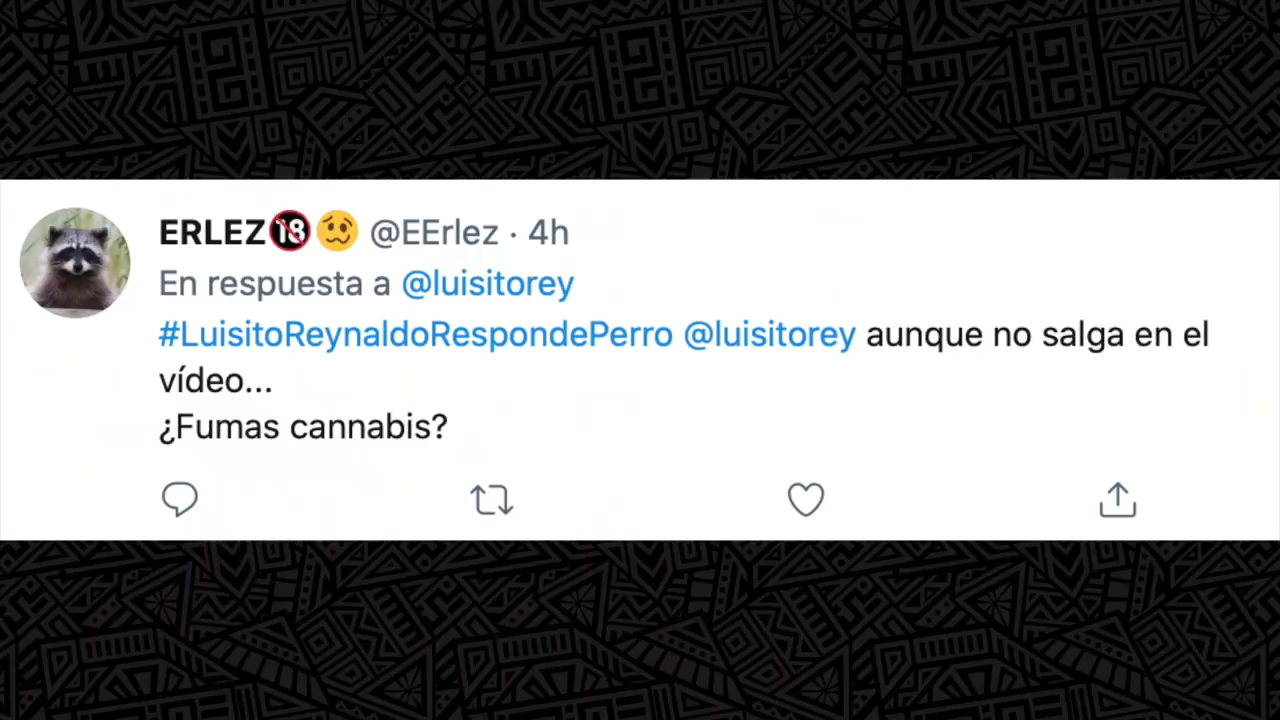 ERLEZ🔞🥴 @EErlez · 4h
En respuesta a @luisitorey
#LuisitoReynaldoRespondePerro @luisitorey aunque no salga en el
vídeo...
¿Fumas cannabis?